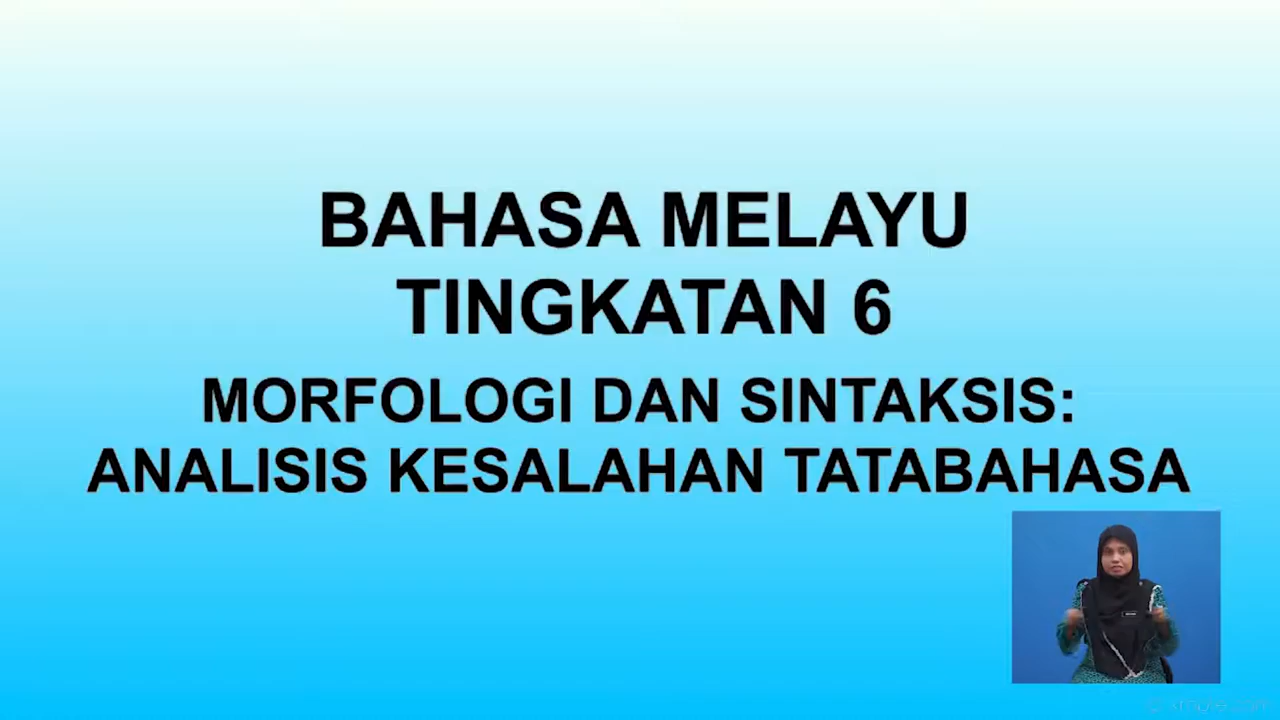 BAHASA MELAYU
TINGKATAN 6
MORFOLOGI DAN SINTAKSIS:
ANALISIS KESALAHAN TATABAHASA